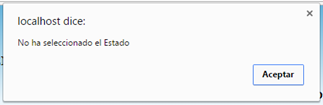 localhost dice:
No ha seleccionado el Estado
Aceptar